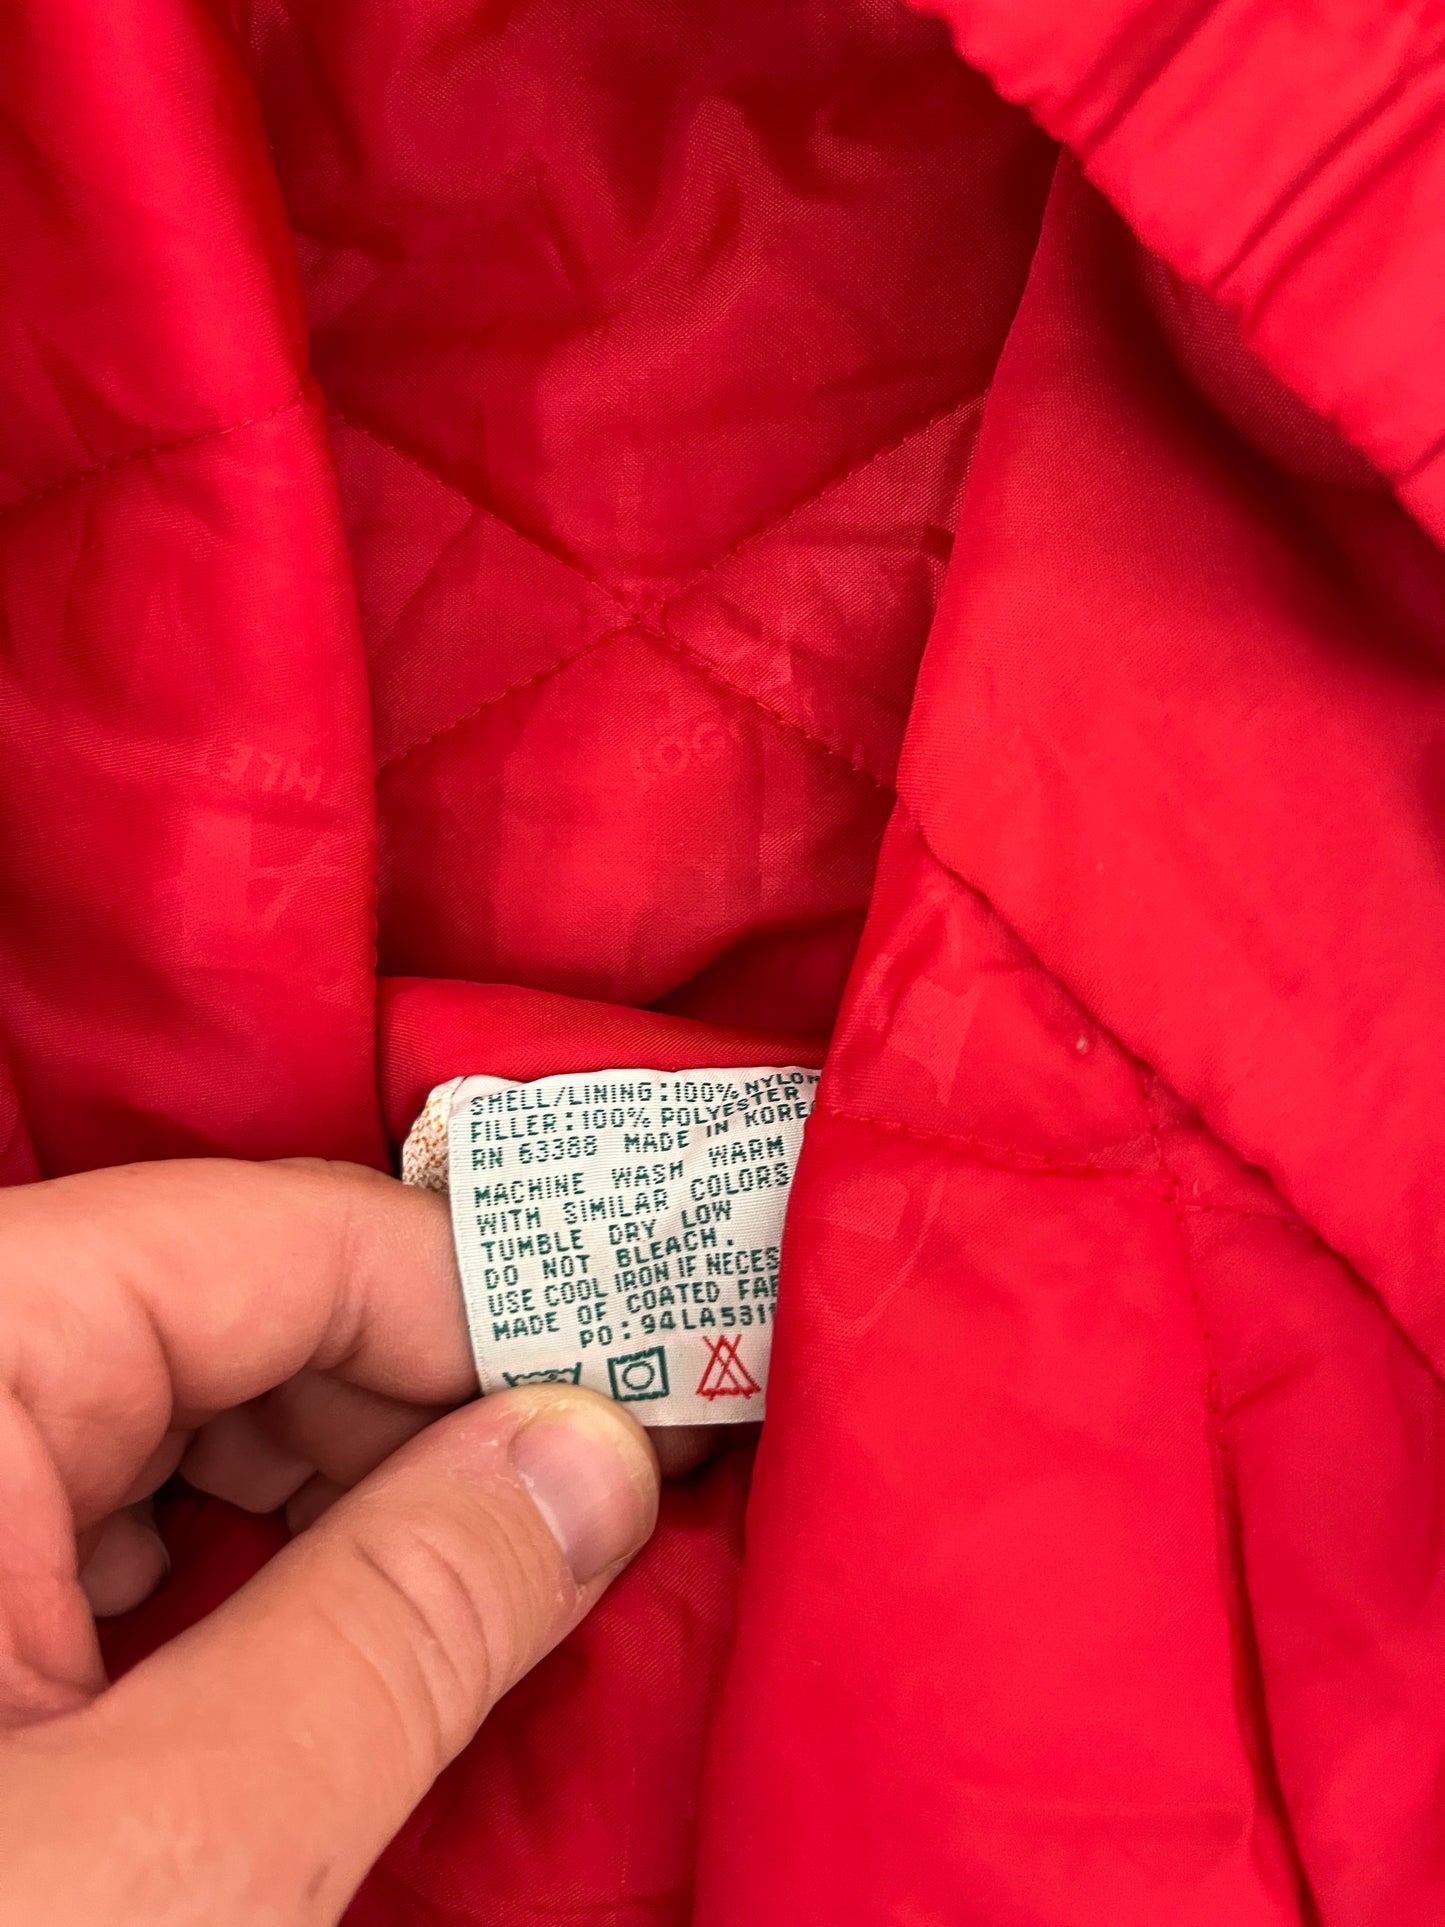 SHELL/LINING:100% NYLON
FILLER:100% POLYESTER
RN 63388 MADE IN KOREA
MACHINE WASH WARM
WITH SIMILAR COLORS
TUMBLE DRY LOW
DO NOT BLEACH.
USE COOL IRON IF NECES
MADE OF COATED FAB
PO:94LA5311